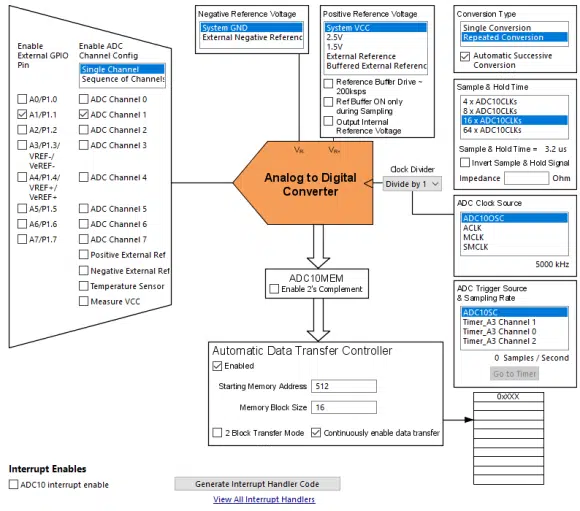 Negative Reference Voltage
System GND
External Negative Referenc
Positive Reference Voltage
System VCC
2.5V
1.5V
External Reference
Buffered External Referenc
Reference Buffer Drive ~
200ksps
Ref Buffer ON only
during Sampling
Output Internal
Reference Voltage
Conversion Type
Single Conversion
Repeated Conversion
Automatic Successive
Conversion
Enable
External GPIO
Pin
Enable ADC
Channel Config
Single Channel
Sequence of Channels
A0/P1.0
ADC Channel 0
A1/P1.1
ADC Channel 1
A2/P1.2
ADC Channel 2
A3/P1.3/
VREF-/
VeREF-
ADC Channel 3
A4/P1.4/
VREF+/
VeREF+
ADC Channel 4
A5/P1.5
ADC Channel 5
A6/P1.6
ADC Channel 6
A7/P1.7
ADC Channel 7
Positive External Ref
Negative External Ref
Temperature Sensor
Measure VCC
Sample & Hold Time
4 x ADC10CLKs
8 x ADC10CLKs
16 x ADC10CLKs
64 x ADC10CLKs
Sample & Hold Time = 3.2 us
Invert Sample & Hold Signal
Impedance Ohm
VR- VR+
Analog to Digital
Converter
Clock Divider
Divide by 1
ADC Clock Source
ADC10OSC
ACLK
MCLK
SMCLK
5000 kHz
ADC10MEM
Enable 2's Complement
ADC Trigger Source
& Sampling Rate
ADC10SC
Timer_A3 Channel 1
Timer_A3 Channel 0
Timer_A3 Channel 2
0 Samples / Second
Go to Timer
Automatic Data Transfer Controller
Enabled
Starting Memory Address 512
Memory Block Size 16
2 Block Transfer Mode
Continuously enable data transfer
0xXXX
Interrupt Enables
ADC10 interrupt enable
Generate Interrupt Handler Code
View All Interrupt Handlers